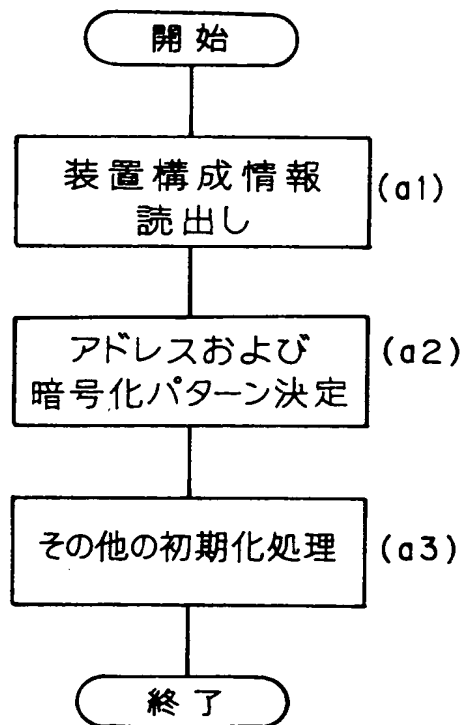 開始
装置構成情報
読出し
(a1)
アドレスおよび
暗号化パターン決定
(a2)
その他の初期化処理
(a3)
終了